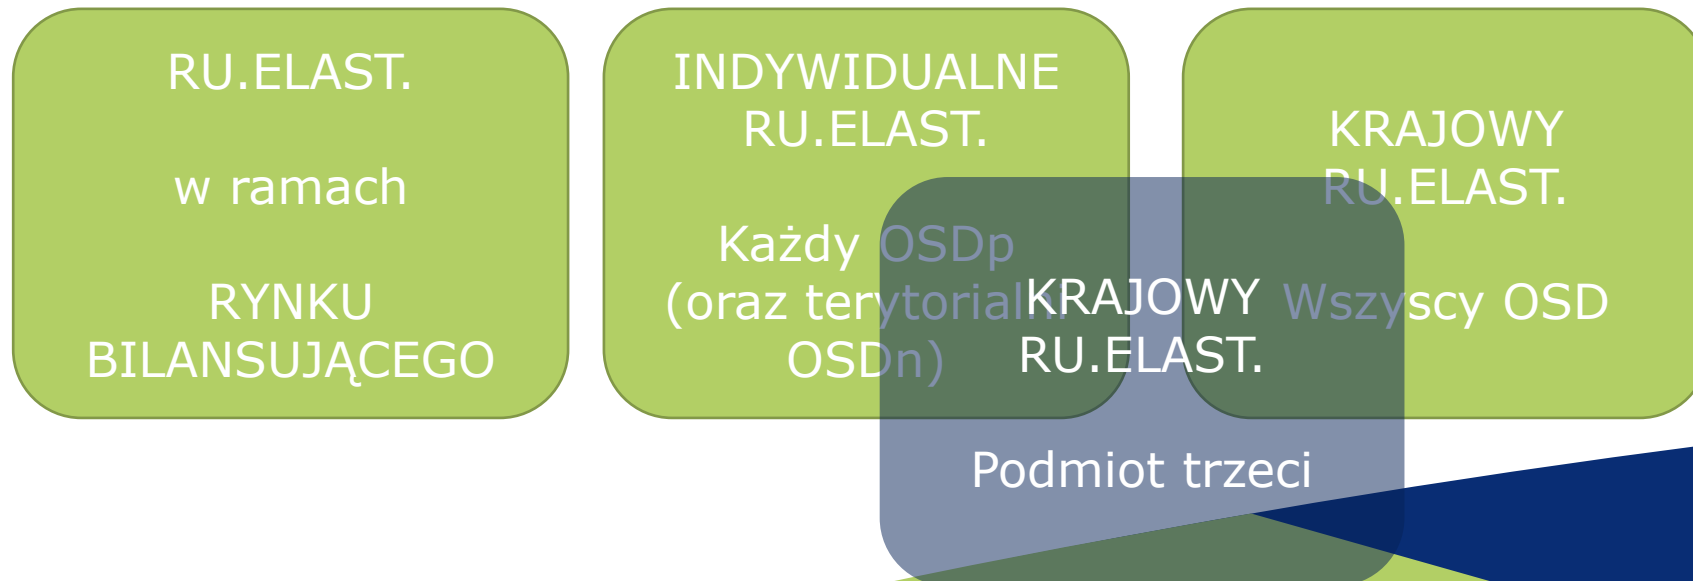 RU.ELAST.
w ramach
RYNKU
BILANSUJĄCEGO
INDYWIDUALNE
RU.ELAST.
Każdy OSDp
(oraz terytorialni
OSDn)
KRAJOWY
RU.ELAST.
Wszyscy OSD
KRAJOWY
RU.ELAST.
Podmiot trzeci